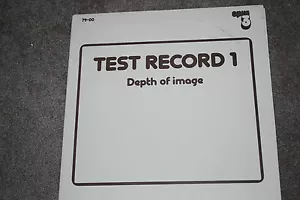 79-00
opus
3
TEST RECORD 1
Depth of image